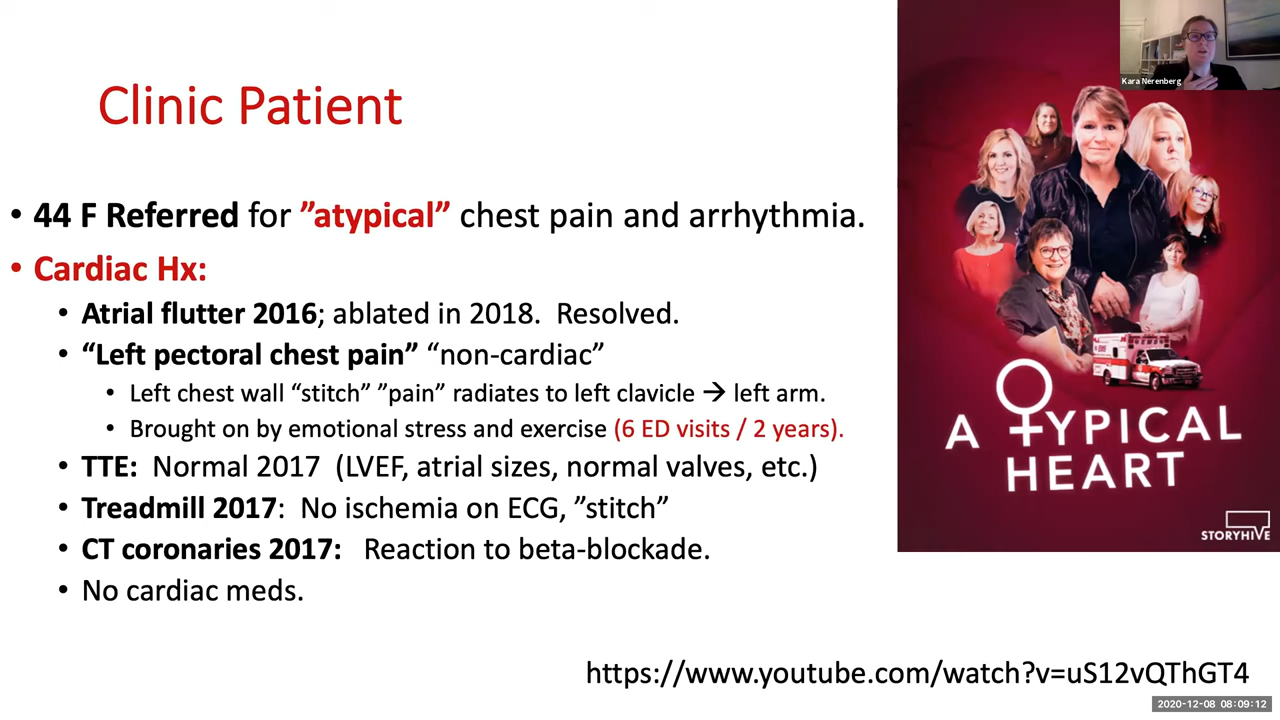 Kara Nerenberg
Clinic Patient
• 44 F Referred for ”atypical” chest pain and arrhythmia.
• Cardiac Hx:
• Atrial flutter 2016; ablated in 2018. Resolved.
• “Left pectoral chest pain” “non-cardiac”
• Left chest wall “stitch” ”pain” radiates to left clavicle → left arm.
• Brought on by emotional stress and exercise (6 ED visits / 2 years).
• TTE: Normal 2017 (LVEF, atrial sizes, normal valves, etc.)
• Treadmill 2017: No ischemia on ECG, ”stitch”
• CT coronaries 2017: Reaction to beta-blockade.
• No cardiac meds.
A TYPICAL
HEART
STORYHIVE
https://www.youtube.com/watch?v=uS12vQThGT4
2020-12-08 08:09:12